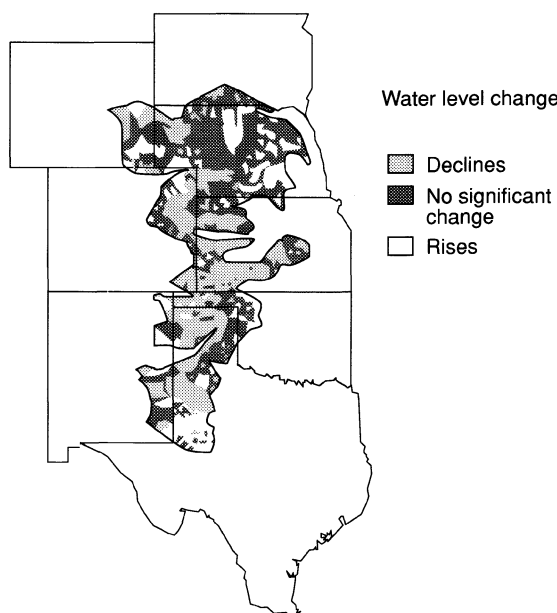 Water level change
Declines
No significant
change
Rises